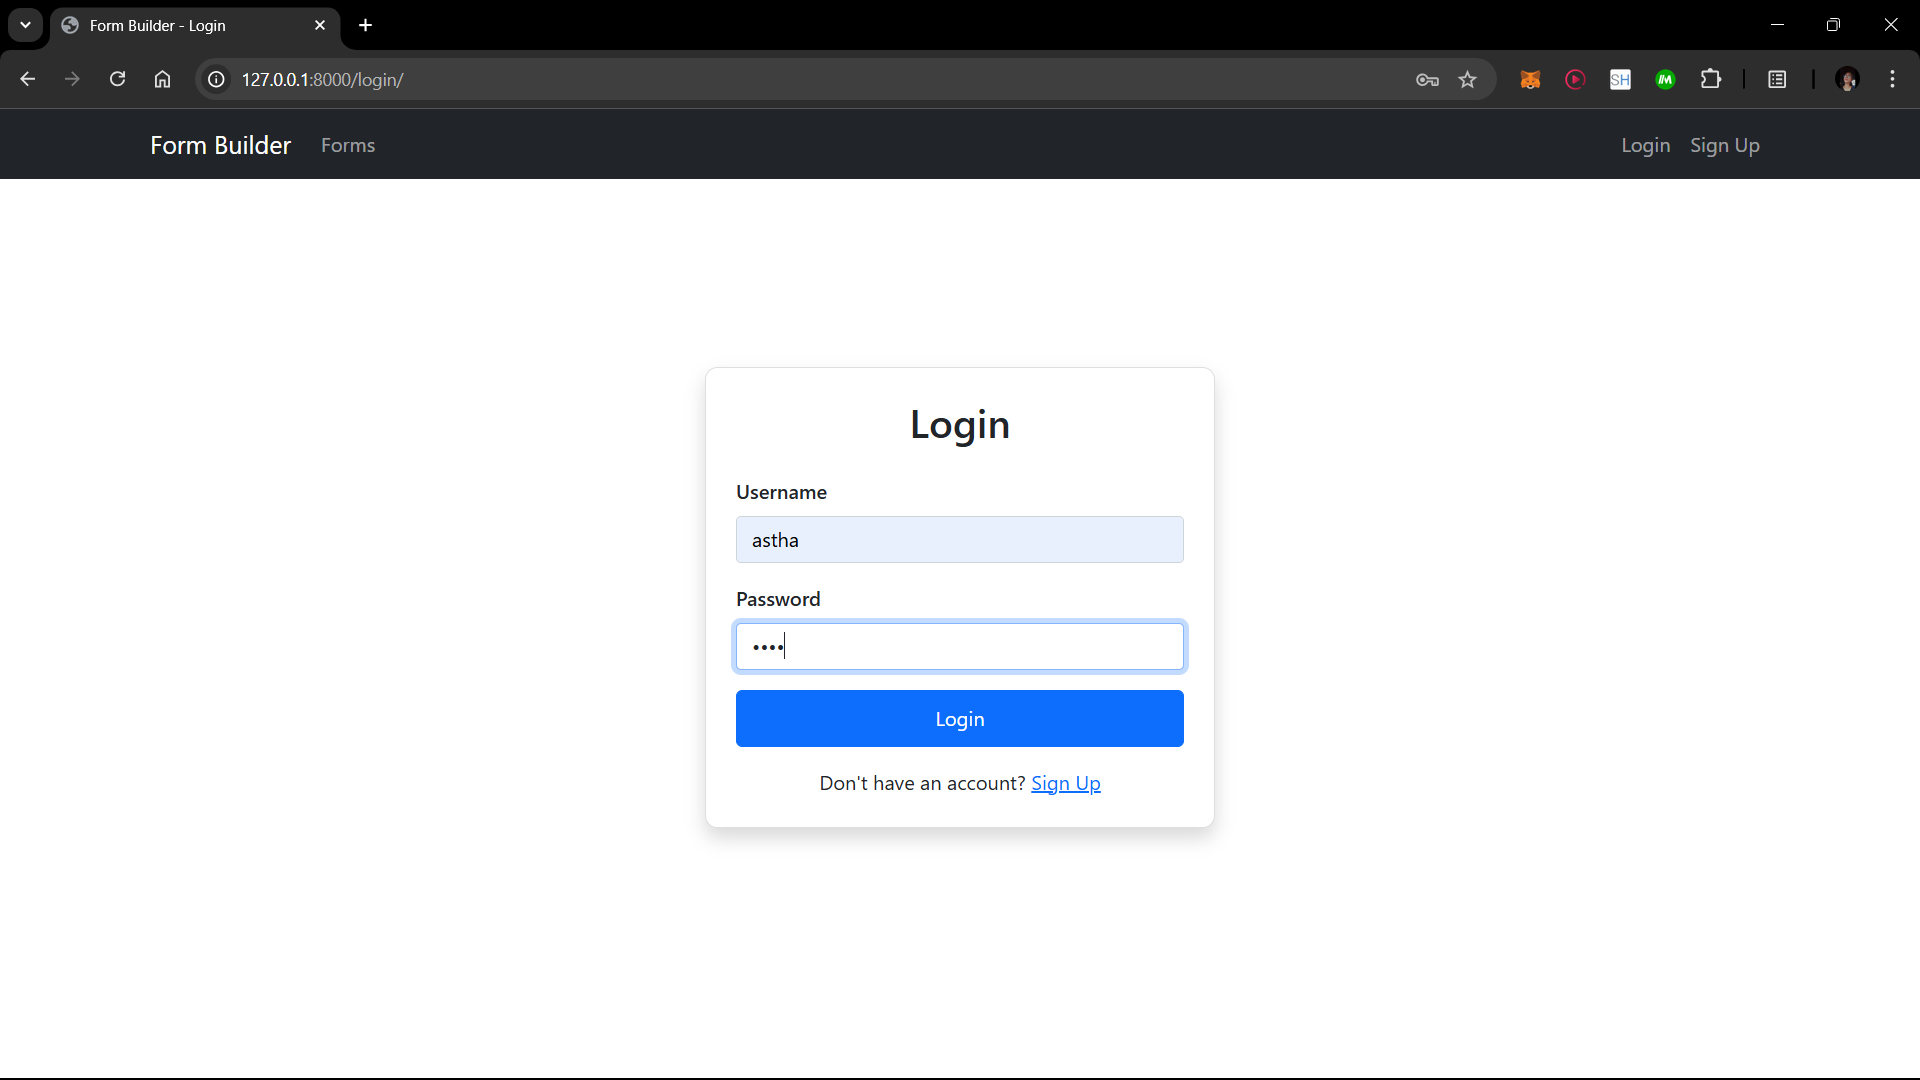 Form Builder - Login
127.0.0.1:8000/login/
SH
Form Builder Forms Login Sign Up
Login
Username
astha
Password
••••
Login
Don't have an account? Sign Up